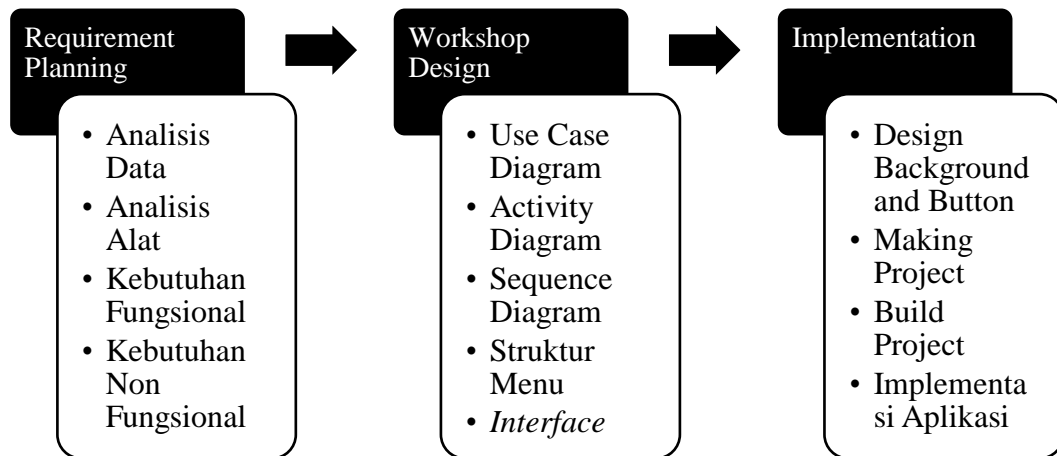 Requirement
Planning
• Analisis
Data
• Analisis
Alat
• Kebutuhan
Fungsional
• Kebutuhan
Non
Fungsional
Workshop
Design
• Use Case
Diagram
• Activity
Diagram
• Sequence
Diagram
• Struktur
Menu
• Interface
Implementation
• Design
Background
and Button
• Making
Project
• Build
Project
• Implementa
si Aplikasi